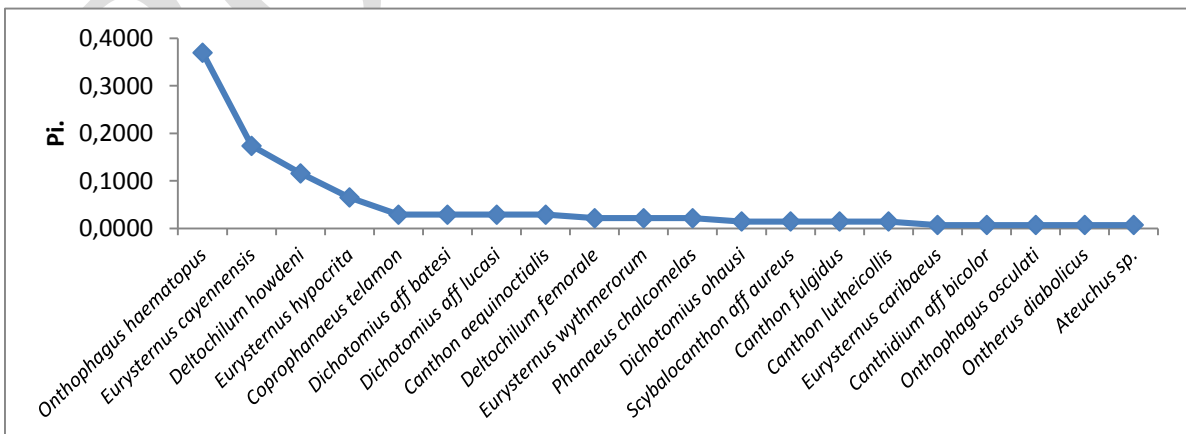 0,4000
0,3000
0,2000
0,1000
0,0000
Pi.
Onthophagus haematopus
Eurysternus cayennensis
Deltochilum howdeni
Eurysternus hypocrita
Coprophanaeus telamon
Dichotomius aff batesi
Dichotomius aff lucasi
Canthon aequinoctialis
Deltochilum femorale
Eurysternus wythmerorum
Phanaeus chalcomelas
Dichotomius ohausi
Scybalocanthon aff aureus
Canthon fulgidus
Canthon lutheicollis
Eurysternus caribaeus
Canthidium aff bicolor
Onthophagus osculati
Ontherus diabolicus
Ateuchus sp.